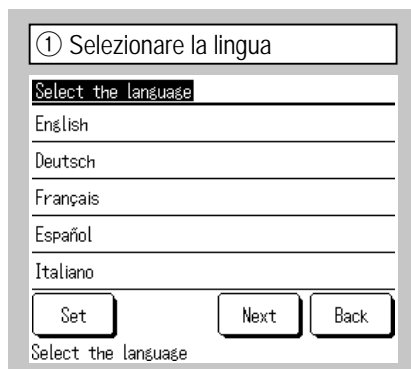 ① Selezionare la lingua
Select the language
English
Deutsch
Français
Español
Italiano
Set Next Back
Select the language